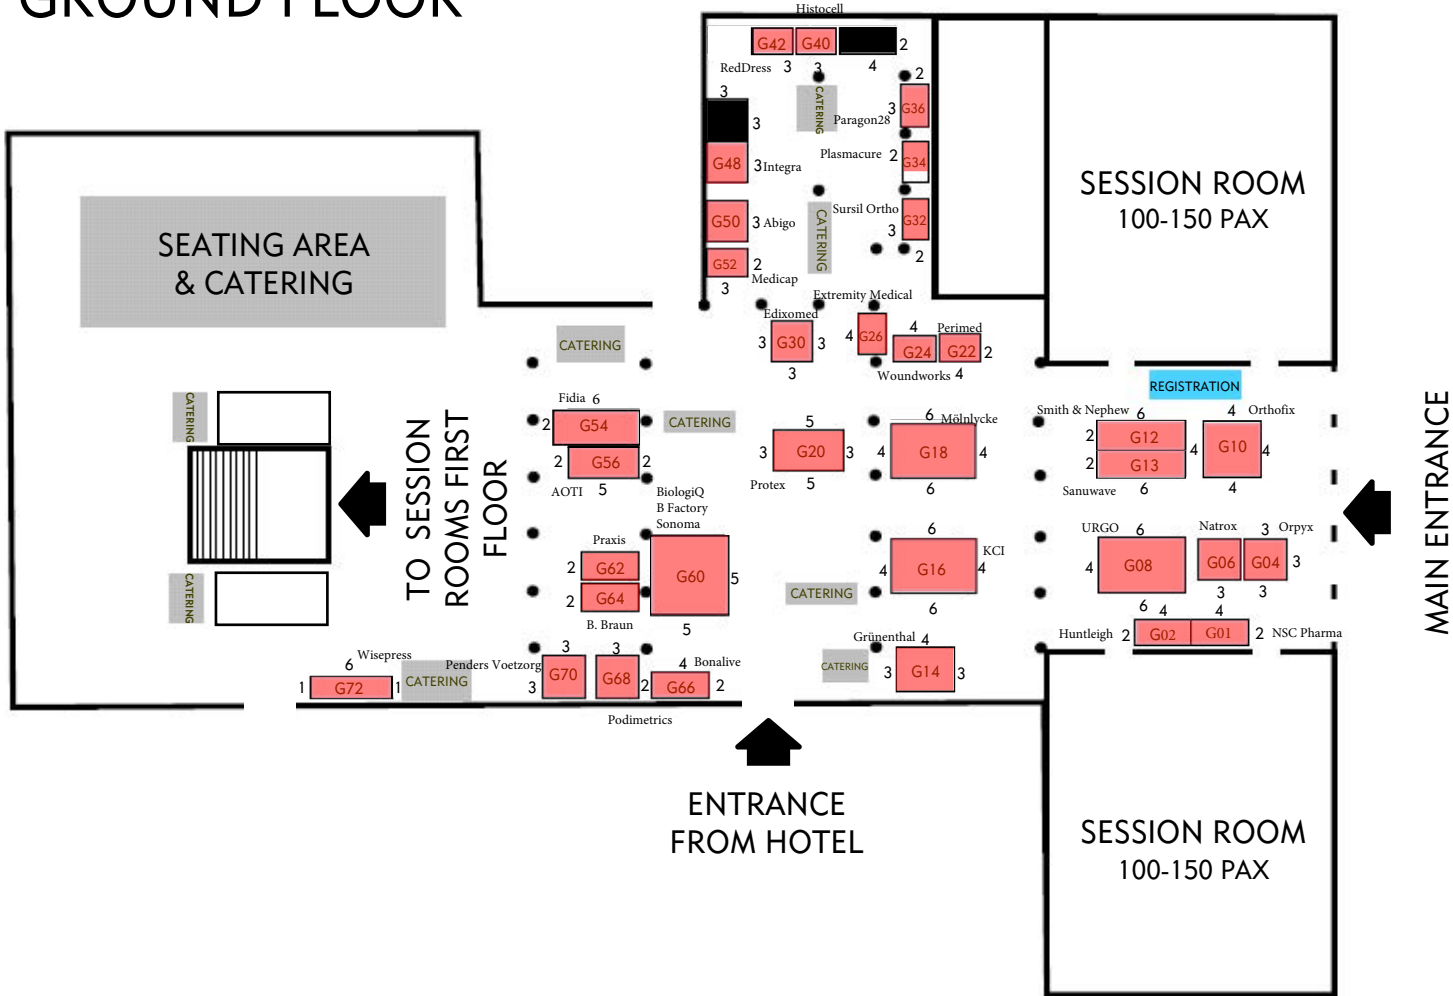 GROUND FLOOR
Histocell
G42
G40
2
RedDress
3
3
4
2
3
CATERING
G36
3
Paragon28
3
G48
3
Integra
Plasmacure
2
G34
G50
3
Abigo
CATERING
Sursil Ortho
3
G32
2
G52
2
3
Medicap
SESSION ROOM
100-150 PAX
SEATING AREA
& CATERING
Extremity Medical
Edixomed
3
G30
3
3
4
G26
4
G24
Perimed
G22
2
Woundworks
4
CATERING
REGISTRATION
CATERING
Fidia
6
2
G54
2
G56
2
AOTI
5
CATERING
5
3
G20
3
Protex
5
6
Mölnlycke
4
G18
4
6
Smith & Nephew
6
2
G12
4
2
G13
Sanuwave
6
4
Orthofix
4
G10
4
4
TO SESSION
ROOMS FIRST
FLOOR
MAIN ENTRANCE
BiologiQ
B Factory
Sonoma
G60
5
5
Praxis
2
G62
2
G64
B. Braun
CATERING
6
KCI
4
G16
4
6
URGO
6
4
G08
6
Natrox
G06
3
3
Orpyx
G04
3
3
CATERING
Huntleigh
2
4
G02
4
G01
2
NSC Pharma
Grünenthal
4
CATERING
3
G14
3
Wisepress
6
1
G72
1
CATERING
Penders Voetzorg
3
3
G70
3
G68
2
4
Bonalive
G66
2
Podimetrics
ENTRANCE
FROM HOTEL
SESSION ROOM
100-150 PAX